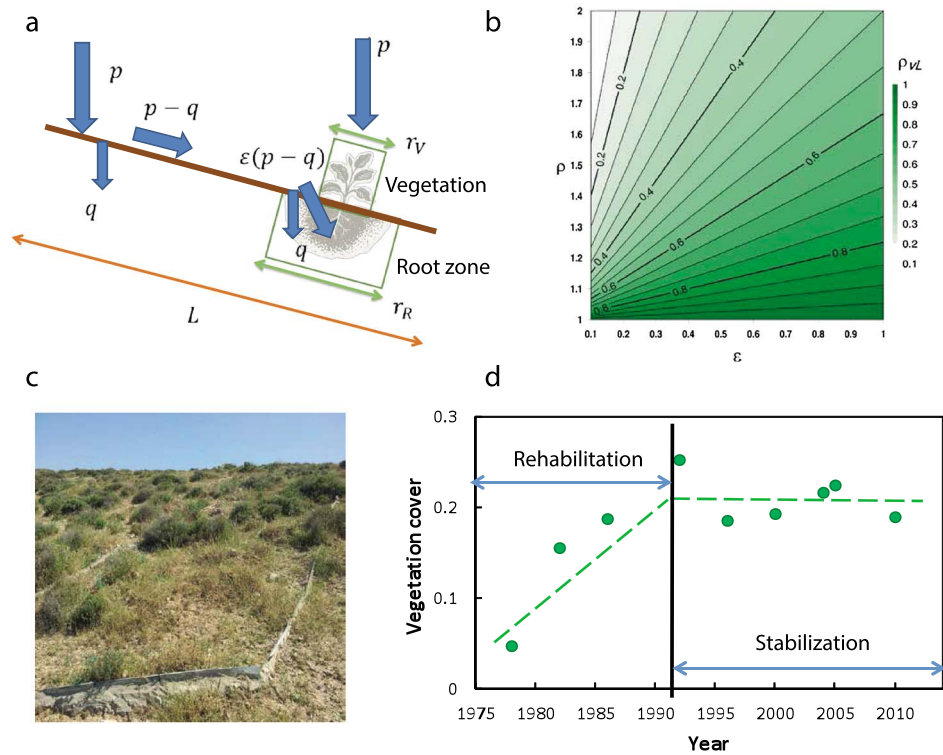 a
p
p
p − q
r_V
ε(p − q)
Vegetation
q
q
Root zone
L
r_R
b
ρ_vL
2
1.9
1.8
1.7
1.6
1.5
1.4
1.3
1.2
1.1
1
ρ
0.2
0.4
0.2
0.4
0.6
0.4
0.6
0.6
0.8
0.8
0.1 0.2 0.3 0.4 0.5 0.6 0.7 0.8 0.9 1
ε
1
0.9
0.8
0.7
0.6
0.5
0.4
0.3
0.2
0.1
c
d
Vegetation cover
0.3
0.2
0.1
0
Rehabilitation
Stabilization
1975 1980 1985 1990 1995 2000 2005 2010
Year